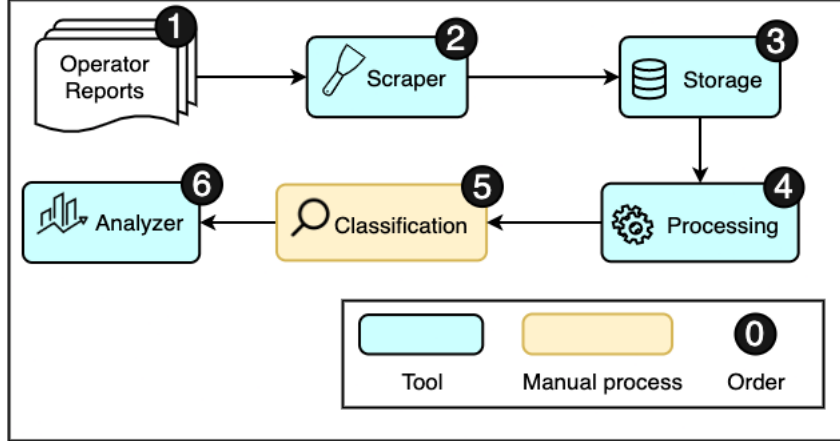 1
Operator
Reports
2
Scraper
3
Storage
6
Analyzer
5
Classification
4
Processing
0
Tool
Manual process
Order